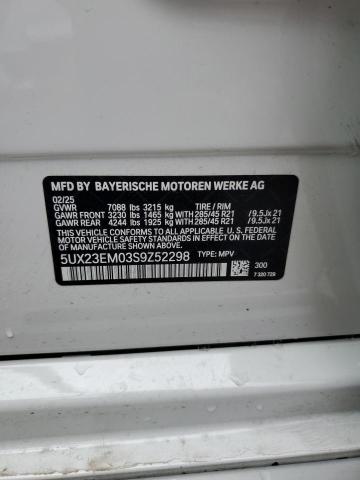 MFD BY BAYERISCHE MOTOREN WERKE AG
02/25
GVWR 7088 lbs 3215 kg TIRE / RIM
GAWR FRONT 3230 lbs 1465 kg WITH 285/45 R21 / 9.5Jx 21
GAWR REAR 4244 lbs 1925 kg WITH 285/45 R21 / 9.5Jx 21
THIS VEHICLE CONFORMS TO ALL APPLICABLE U.S. FEDERAL
MOTOR VEHICLE SAFETY STANDARDS IN EFFECT ON THE
DATE OF MANUFACTURE SHOWN ABOVE.
5UX23EM03S9Z52298 TYPE: MPV
300
7 320 729